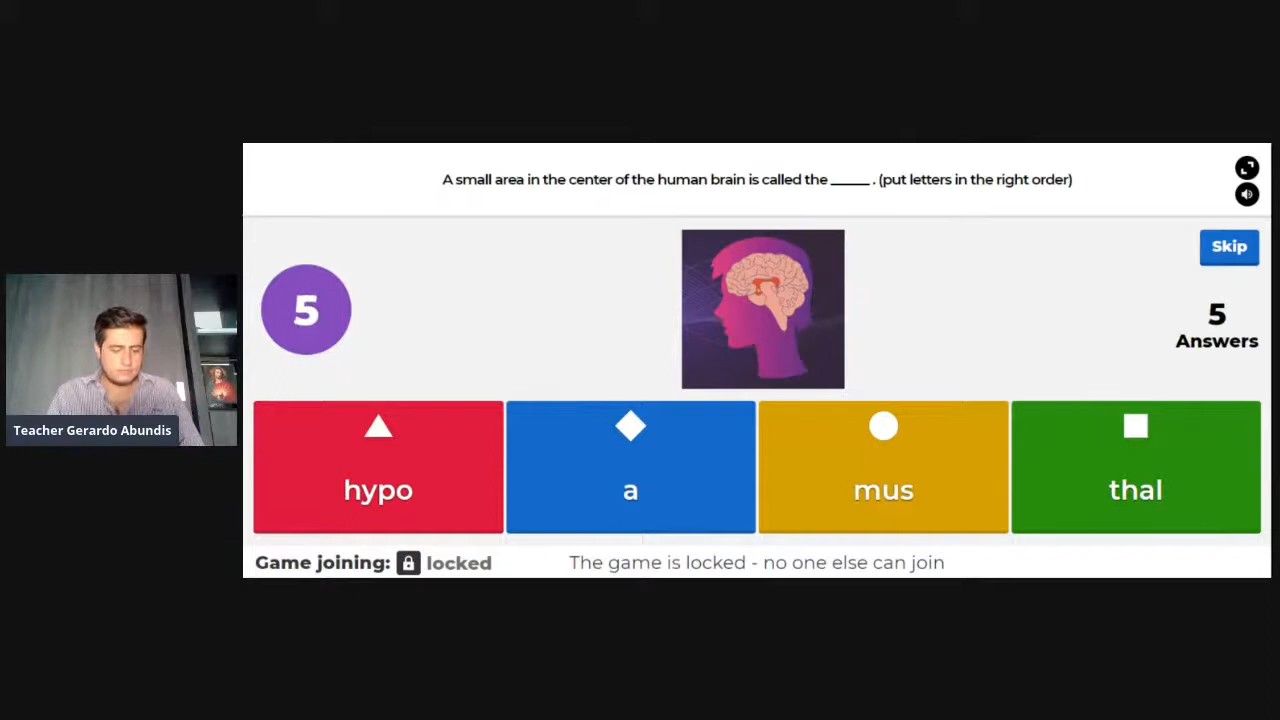 A small area in the center of the human brain is called the _____ . (put letters in the right order)
Skip
5
5
Answers
Teacher Gerardo Abundis
hypo
a
mus
thal
Game joining: locked
The game is locked - no one else can join